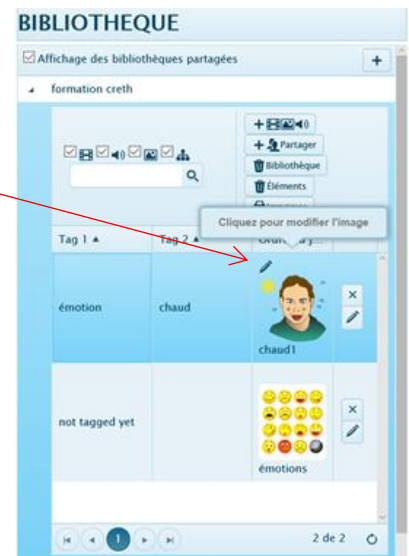 BIBLIOTHEQUE
Affichage des bibliothèques partagées
+
formation creth
+
+ Partager
Bibliothèque
Éléments
Cliquez pour modifier l'image
Tag 1 ▲ Tag 2 ▲
émotion chaud
chaud1
not tagged yet
émotions
1 2 de 2